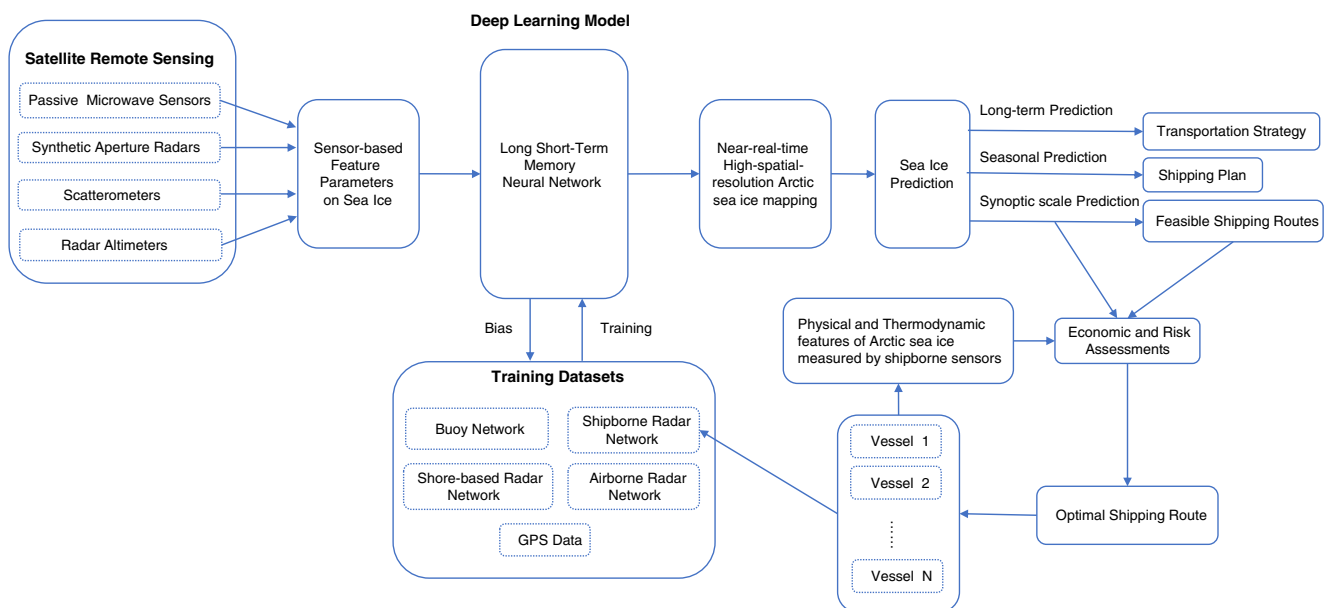 Deep Learning Model
Satellite Remote Sensing
Passive Microwave Sensors
Synthetic Aperture Radars
Scatterometers
Radar Altimeters
Sensor-based
Feature
Parameters
on Sea Ice
Long Short-Term
Memory
Neural Network
Near-real-time
High-spatial-
resolution Arctic
sea ice mapping
Sea Ice
Prediction
Long-term Prediction
Transportation Strategy
Seasonal Prediction
Shipping Plan
Synoptic scale Prediction
Feasible Shipping Routes
Bias
Training
Training Datasets
Buoy Network
Shipborne Radar
Network
Shore-based Radar
Network
Airborne Radar
Network
GPS Data
Physical and Thermodynamic
features of Arctic sea ice
measured by shipborne sensors
Economic and Risk
Assessments
Vessel 1
Vessel 2
......
Vessel N
Optimal Shipping Route